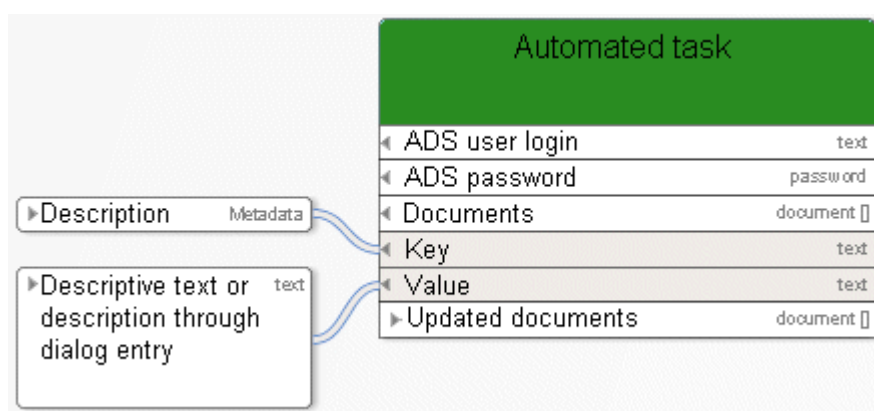 Automated task
ADS user login text
ADS password password
Documents document []
Description Metadata
Key text
Descriptive text or text
description through
dialog entry
Value text
Updated documents document []